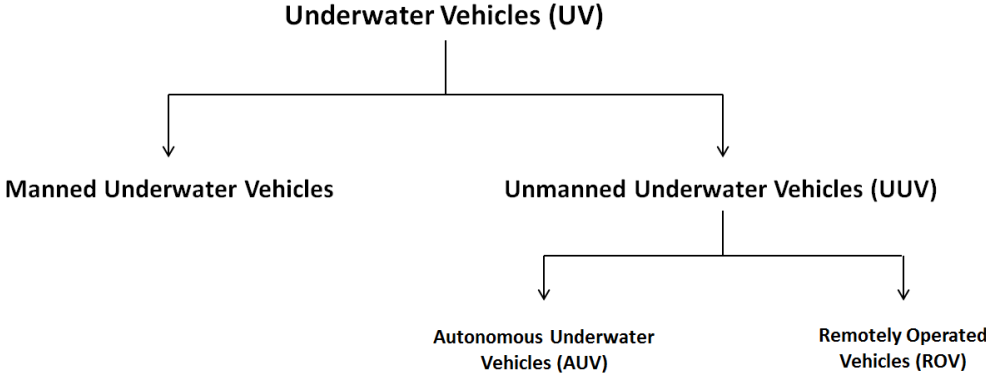 Underwater Vehicles (UV)
Manned Underwater Vehicles
Unmanned Underwater Vehicles (UUV)
Autonomous Underwater
Vehicles (AUV)
Remotely Operated
Vehicles (ROV)